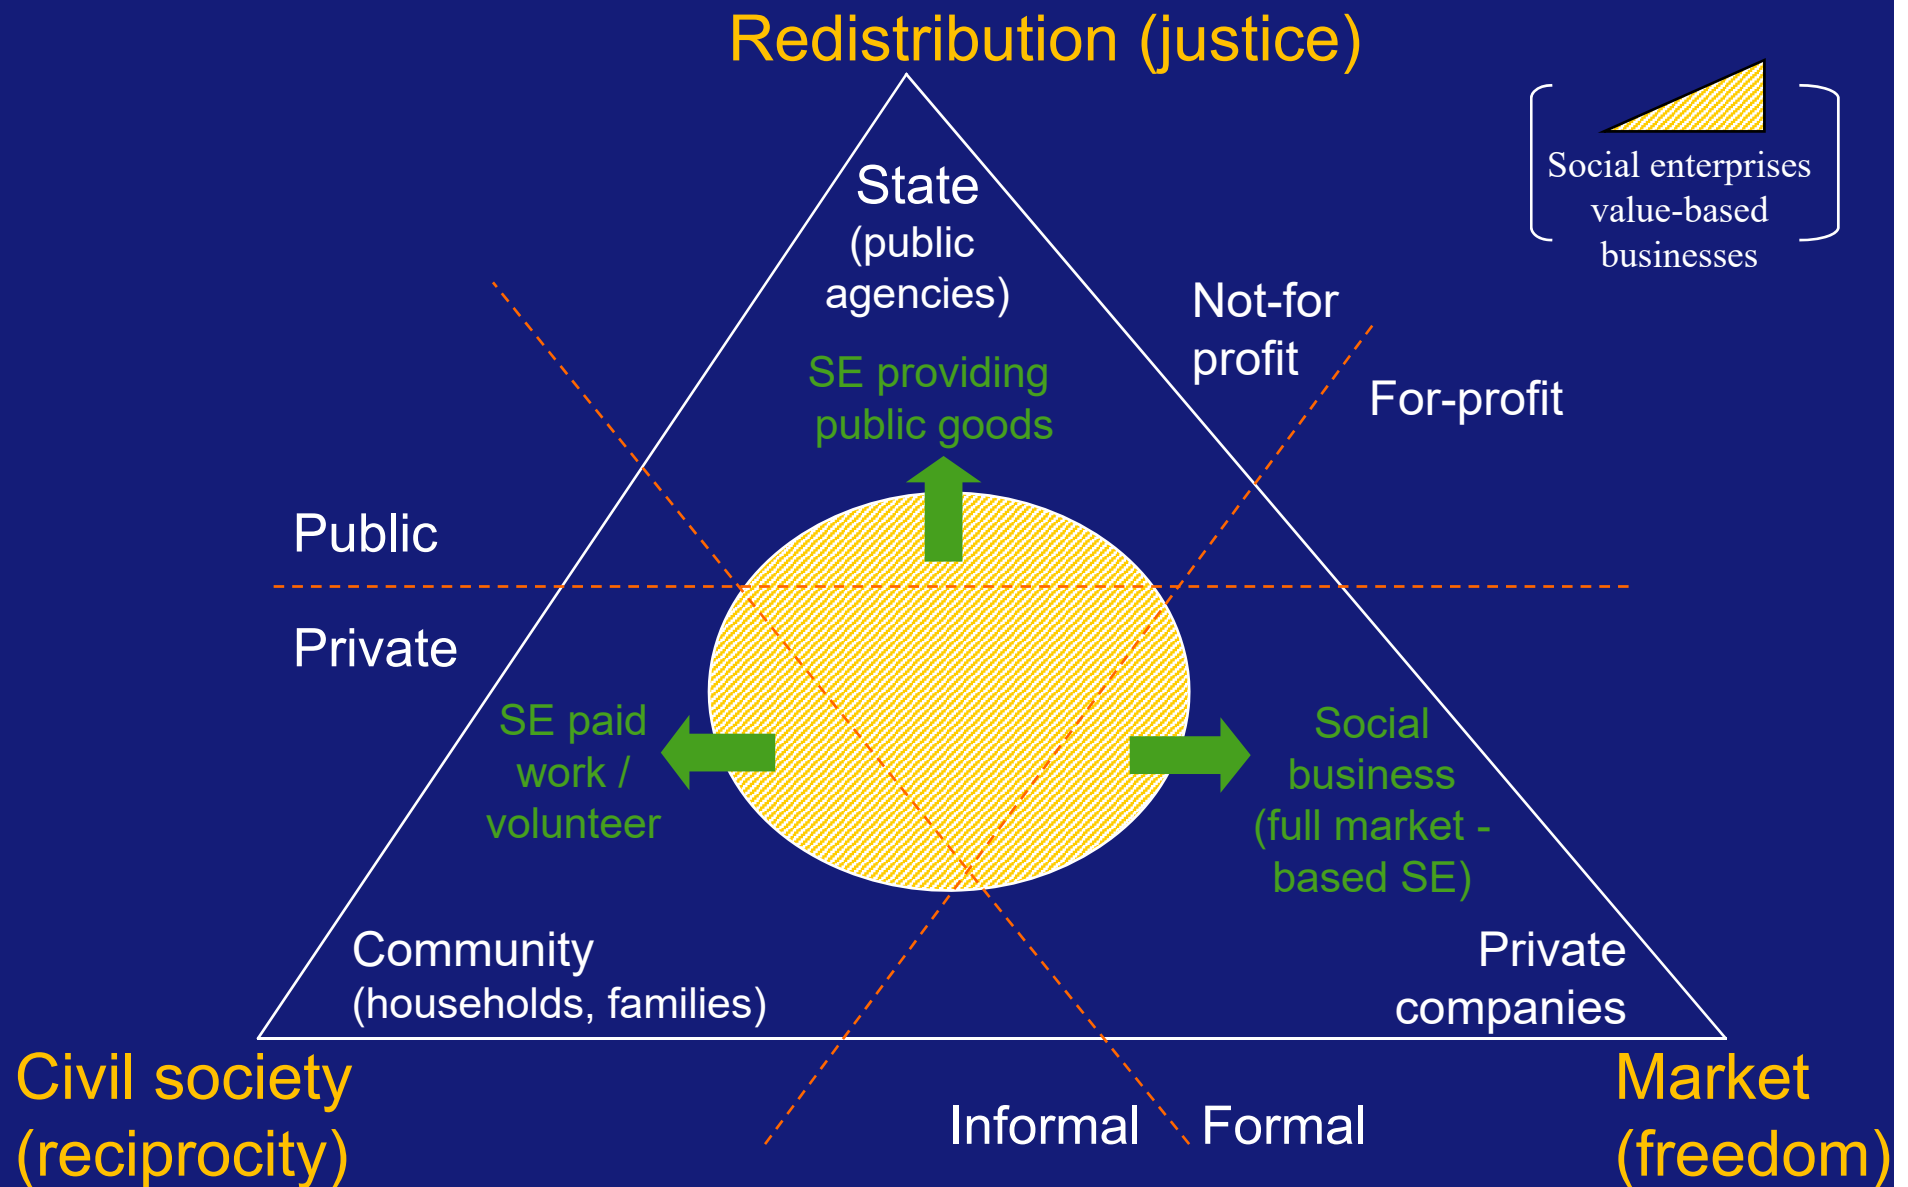 Redistribution (justice)
Social enterprises
value-based
businesses
State
(public
agencies)
Not-for
profit
For-profit
SE providing
public goods
Public
Private
SE paid
work /
volunteer
Social
business
(full market -
based SE)
Community
(households, families)
Private
companies
Civil society
(reciprocity)
Informal
Formal
Market
(freedom)